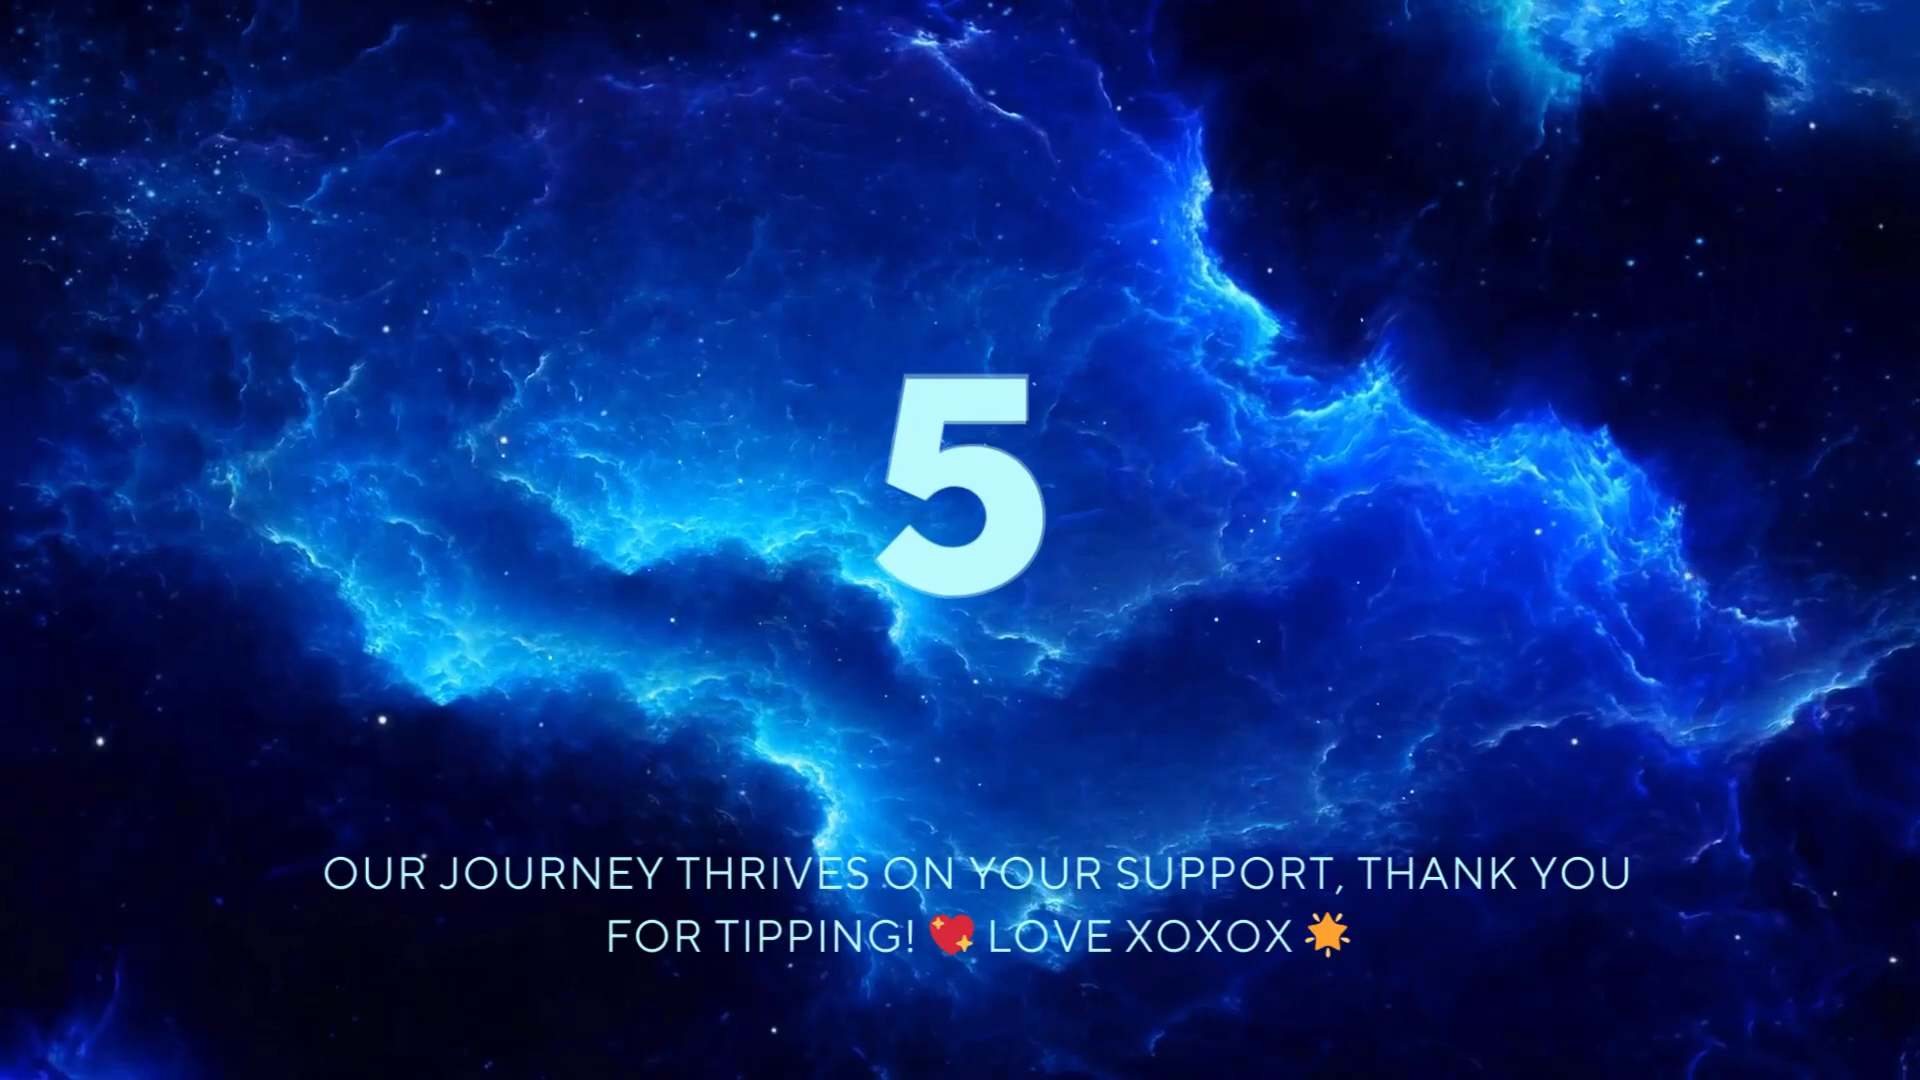 5
OUR JOURNEY THRIVES ON YOUR SUPPORT, THANK YOU
FOR TIPPING! 💖 LOVE XOXOX 🌟